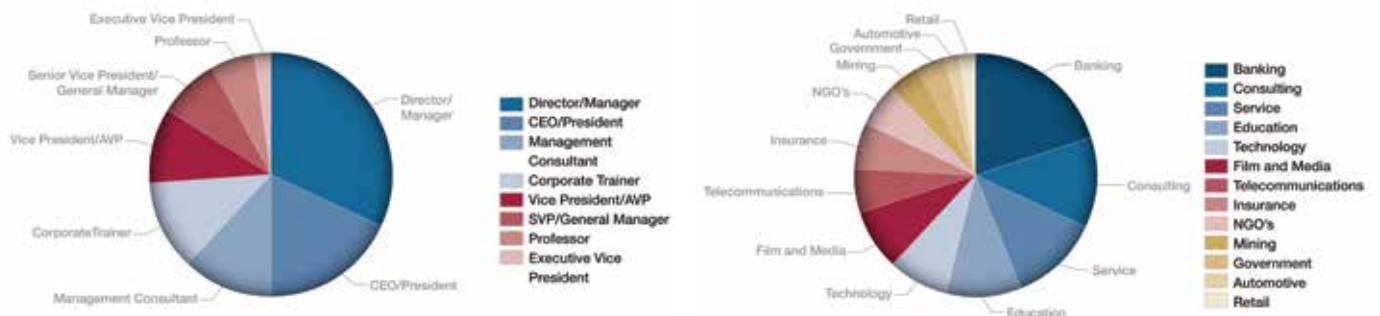 Executive Vice President
Professor
Senior Vice President/
General Manager
Vice President/AVP
CorporateTrainer
Management Consultant
CEO/President
Director/
Manager
Director/Manager
CEO/President
Management
Consultant
Corporate Trainer
Vice President/AVP
SVP/General Manager
Professor
Executive Vice
President
Retail
Automotive
Government
Mining
NGO's
Insurance
Telecommunications
Film and Media
Technology
Education
Service
Consulting
Banking
Banking
Consulting
Service
Education
Technology
Film and Media
Telecommunications
Insurance
NGO's
Mining
Government
Automotive
Retail